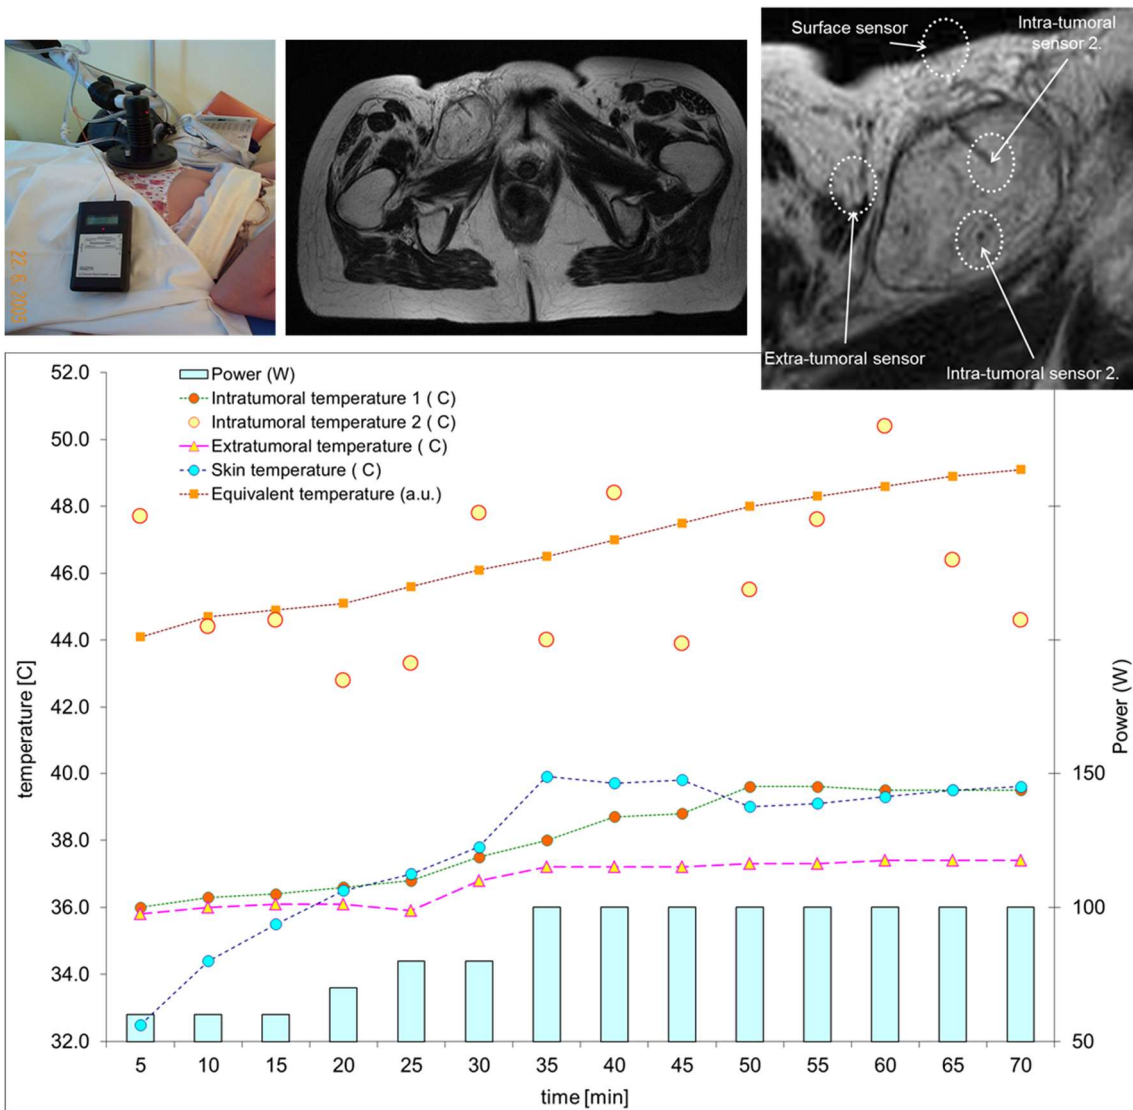 Surface sensor
Intra-tumoral
sensor 2.
Extra-tumoral sensor
Intra-tumoral sensor 2.
Power (W)
Intratumoral temperature 1 ( C)
Intratumoral temperature 2 ( C)
Extratumoral temperature ( C)
Skin temperature ( C)
Equivalent temperature (a.u.)
52.0
50.0
48.0
46.0
44.0
42.0
40.0
38.0
36.0
34.0
32.0
temperature [C]
150
100
50
Power (W)
5 10 15 20 25 30 35 40 45 50 55 60 65 70
time [min]